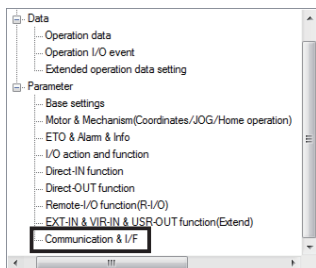 Data
Operation data
Operation I/O event
Extended operation data setting
Parameter
Base settings
Motor & Mechanism(Coordinates/JOG/Home operation)
ETO & Alarm & Info
I/O action and function
Direct-IN function
Direct-OUT function
Remote-I/O function(R-I/O)
EXT-IN & VIR-IN & USR-OUT function(Extend)
Communication & I/F